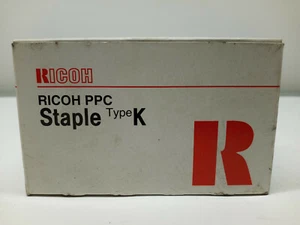 RICOH
RICOH PPC
Staple Type K
R